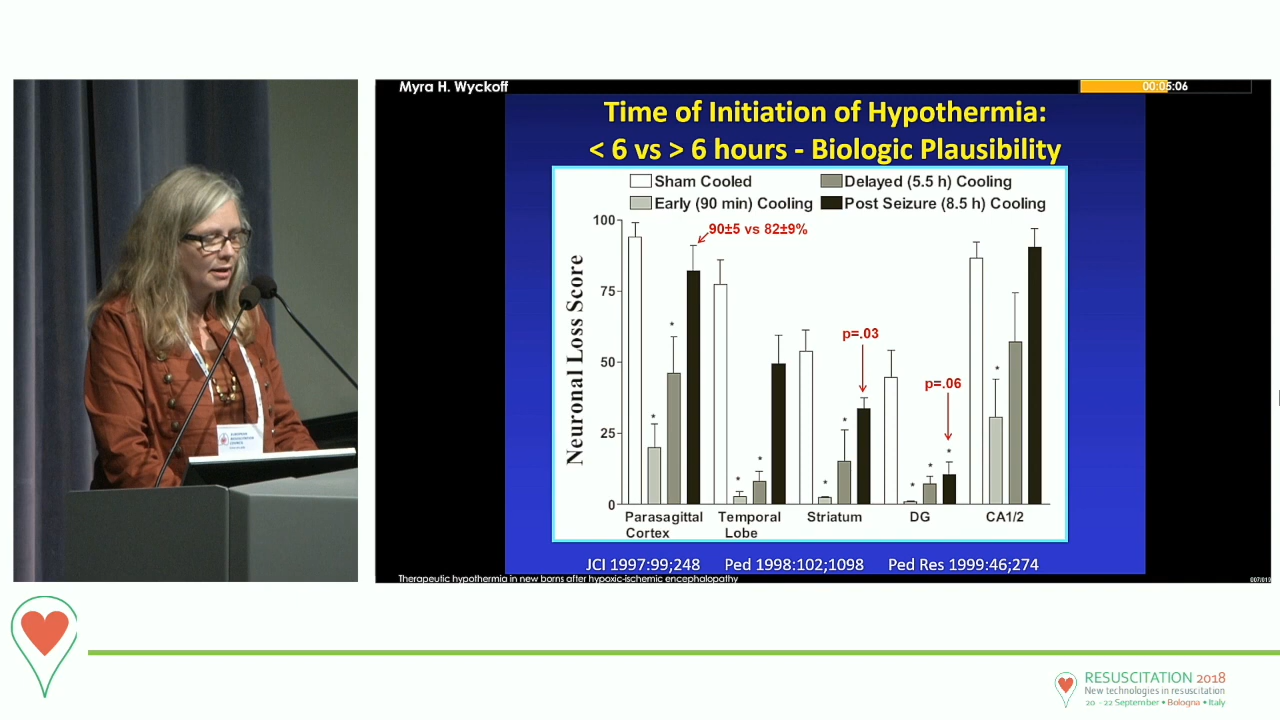 Myra H. Wyckoff
00:05:06
Time of Initiation of Hypothermia:
< 6 vs > 6 hours - Biologic Plausibility
Sham Cooled
Delayed (5.5 h) Cooling
Early (90 min) Cooling
Post Seizure (8.5 h) Cooling
Neuronal Loss Score
100
75
50
25
0
90±5 vs 82±9%
p=.03
p=.06
*
*
*
*
*
*
*
*
*
*
Parasagittal Cortex
Temporal Lobe
Striatum
DG
CA1/2
JCI 1997:99;248 Ped 1998:102;1098 Ped Res 1999:46;274
Therapeutic hypothermia in new borns after hypoxic-ischemic encephalopathy
RESUSCITATION 2018
New technologies in resuscitation
20 - 22 September • Bologna • Italy